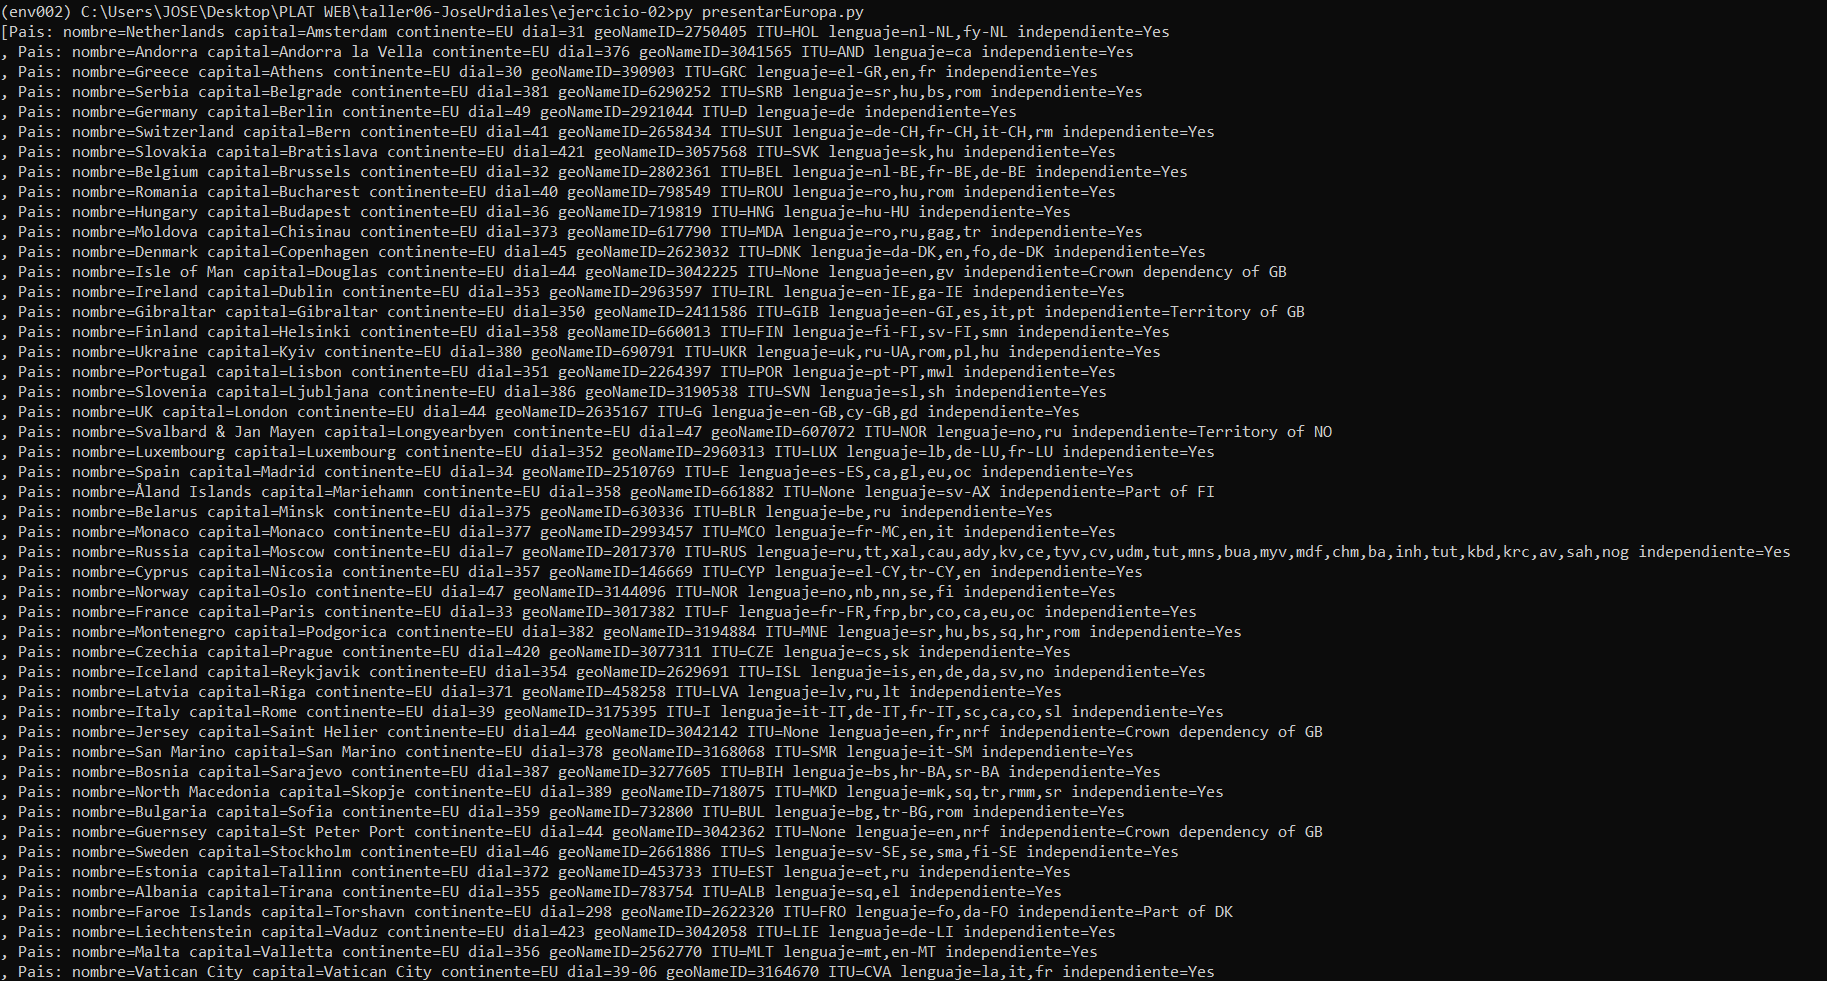 (env002) C:\Users\JOSE\Desktop\PLAT WEB\taller06-JoseUrdiales\ejercicio-02>py presentarEuropa.py
[Pais: nombre=Netherlands capital=Amsterdam continente=EU dial=31 geoNameID=2750405 ITU=HOL lenguaje=nl-NL,fy-NL independiente=Yes
, Pais: nombre=Andorra capital=Andorra la Vella continente=EU dial=376 geoNameID=3041565 ITU=AND lenguaje=ca independiente=Yes
, Pais: nombre=Greece capital=Athens continente=EU dial=30 geoNameID=390903 ITU=GRC lenguaje=el-GR,en,fr independiente=Yes
, Pais: nombre=Serbia capital=Belgrade continente=EU dial=381 geoNameID=6290252 ITU=SRB lenguaje=sr,hu,bs,rom independiente=Yes
, Pais: nombre=Germany capital=Berlin continente=EU dial=49 geoNameID=2921044 ITU=D lenguaje=de independiente=Yes
, Pais: nombre=Switzerland capital=Bern continente=EU dial=41 geoNameID=2658434 ITU=SUI lenguaje=de-CH,fr-CH,it-CH,rm independiente=Yes
, Pais: nombre=Slovakia capital=Bratislava continente=EU dial=421 geoNameID=3057568 ITU=SVK lenguaje=sk,hu independiente=Yes
, Pais: nombre=Belgium capital=Brussels continente=EU dial=32 geoNameID=2802361 ITU=BEL lenguaje=nl-BE,fr-BE,de-BE independiente=Yes
, Pais: nombre=Romania capital=Bucharest continente=EU dial=40 geoNameID=798549 ITU=ROU lenguaje=ro,hu,rom independiente=Yes
, Pais: nombre=Hungary capital=Budapest continente=EU dial=36 geoNameID=719819 ITU=HNG lenguaje=hu-HU independiente=Yes
, Pais: nombre=Moldova capital=Chisinau continente=EU dial=373 geoNameID=617790 ITU=MDA lenguaje=ro,ru,gag,tr independiente=Yes
, Pais: nombre=Denmark capital=Copenhagen continente=EU dial=45 geoNameID=2623032 ITU=DNK lenguaje=da-DK,en,fo,de-DK independiente=Yes
, Pais: nombre=Isle of Man capital=Douglas continente=EU dial=44 geoNameID=3042225 ITU=None lenguaje=en,gv independiente=Crown dependency of GB
, Pais: nombre=Ireland capital=Dublin continente=EU dial=353 geoNameID=2963597 ITU=IRL lenguaje=en-IE,ga-IE independiente=Yes
, Pais: nombre=Gibraltar capital=Gibraltar continente=EU dial=350 geoNameID=2411586 ITU=GIB lenguaje=en-GI,es,it,pt independiente=Territory of GB
, Pais: nombre=Finland capital=Helsinki continente=EU dial=358 geoNameID=660013 ITU=FIN lenguaje=fi-FI,sv-FI,smn independiente=Yes
, Pais: nombre=Ukraine capital=Kyiv continente=EU dial=380 geoNameID=690791 ITU=UKR lenguaje=uk,ru-UA,rom,pl,hu independiente=Yes
, Pais: nombre=Portugal capital=Lisbon continente=EU dial=351 geoNameID=2264397 ITU=POR lenguaje=pt-PT,mwl independiente=Yes
, Pais: nombre=Slovenia capital=Ljubljana continente=EU dial=386 geoNameID=3190538 ITU=SVN lenguaje=sl,sh independiente=Yes
, Pais: nombre=UK capital=London continente=EU dial=44 geoNameID=2635167 ITU=G lenguaje=en-GB,cy-GB,gd independiente=Yes
, Pais: nombre=Svalbard & Jan Mayen capital=Longyearbyen continente=EU dial=47 geoNameID=607072 ITU=NOR lenguaje=no,ru independiente=Territory of NO
, Pais: nombre=Luxembourg capital=Luxembourg continente=EU dial=352 geoNameID=2960313 ITU=LUX lenguaje=lb,de-LU,fr-LU independiente=Yes
, Pais: nombre=Spain capital=Madrid continente=EU dial=34 geoNameID=2510769 ITU=E lenguaje=es-ES,ca,gl,eu,oc independiente=Yes
, Pais: nombre=Åland Islands capital=Mariehamn continente=EU dial=358 geoNameID=661882 ITU=None lenguaje=sv-AX independiente=Part of FI
, Pais: nombre=Belarus capital=Minsk continente=EU dial=375 geoNameID=630336 ITU=BLR lenguaje=be,ru independiente=Yes
, Pais: nombre=Monaco capital=Monaco continente=EU dial=377 geoNameID=2993457 ITU=MCO lenguaje=fr-MC,en,it independiente=Yes
, Pais: nombre=Russia capital=Moscow continente=EU dial=7 geoNameID=2017370 ITU=RUS lenguaje=ru,tt,xal,cau,ady,kv,ce,tyv,cv,udm,tut,mns,bua,myv,mdf,chm,ba,inh,tut,kbd,krc,av,sah,nog independiente=Yes
, Pais: nombre=Cyprus capital=Nicosia continente=EU dial=357 geoNameID=146669 ITU=CYP lenguaje=el-CY,tr-CY,en independiente=Yes
, Pais: nombre=Norway capital=Oslo continente=EU dial=47 geoNameID=3144096 ITU=NOR lenguaje=no,nb,nn,se,fi independiente=Yes
, Pais: nombre=France capital=Paris continente=EU dial=33 geoNameID=3017382 ITU=F lenguaje=fr-FR,frp,br,co,ca,eu,oc independiente=Yes
, Pais: nombre=Montenegro capital=Podgorica continente=EU dial=382 geoNameID=3194884 ITU=MNE lenguaje=sr,hu,bs,sq,hr,rom independiente=Yes
, Pais: nombre=Czechia capital=Prague continente=EU dial=420 geoNameID=3077311 ITU=CZE lenguaje=cs,sk independiente=Yes
, Pais: nombre=Iceland capital=Reykjavik continente=EU dial=354 geoNameID=2629691 ITU=ISL lenguaje=is,en,de,da,sv,no independiente=Yes
, Pais: nombre=Latvia capital=Riga continente=EU dial=371 geoNameID=458258 ITU=LVA lenguaje=lv,ru,lt independiente=Yes
, Pais: nombre=Italy capital=Rome continente=EU dial=39 geoNameID=3175395 ITU=I lenguaje=it-IT,de-IT,fr-IT,sc,ca,co,sl independiente=Yes
, Pais: nombre=Jersey capital=Saint Helier continente=EU dial=44 geoNameID=3042142 ITU=None lenguaje=en,fr,nrf independiente=Crown dependency of GB
, Pais: nombre=San Marino capital=San Marino continente=EU dial=378 geoNameID=3168068 ITU=SMR lenguaje=it-SM independiente=Yes
, Pais: nombre=Bosnia capital=Sarajevo continente=EU dial=387 geoNameID=3277605 ITU=BIH lenguaje=bs,hr-BA,sr-BA independiente=Yes
, Pais: nombre=North Macedonia capital=Skopje continente=EU dial=389 geoNameID=718075 ITU=MKD lenguaje=mk,sq,tr,rmm,sr independiente=Yes
, Pais: nombre=Bulgaria capital=Sofia continente=EU dial=359 geoNameID=732800 ITU=BUL lenguaje=bg,tr-BG,rom independiente=Yes
, Pais: nombre=Guernsey capital=St Peter Port continente=EU dial=44 geoNameID=3042362 ITU=None lenguaje=en,nrf independiente=Crown dependency of GB
, Pais: nombre=Sweden capital=Stockholm continente=EU dial=46 geoNameID=2661886 ITU=S lenguaje=sv-SE,se,sma,fi-SE independiente=Yes
, Pais: nombre=Estonia capital=Tallinn continente=EU dial=372 geoNameID=453733 ITU=EST lenguaje=et,ru independiente=Yes
, Pais: nombre=Albania capital=Tirana continente=EU dial=355 geoNameID=783754 ITU=ALB lenguaje=sq,el independiente=Yes
, Pais: nombre=Faroe Islands capital=Torshavn continente=EU dial=298 geoNameID=2622320 ITU=FRO lenguaje=fo,da-FO independiente=Part of DK
, Pais: nombre=Liechtenstein capital=Vaduz continente=EU dial=423 geoNameID=3042058 ITU=LIE lenguaje=de-LI independiente=Yes
, Pais: nombre=Malta capital=Valletta continente=EU dial=356 geoNameID=2562770 ITU=MLT lenguaje=mt,en-MT independiente=Yes
, Pais: nombre=Vatican City capital=Vatican City continente=EU dial=39-06 geoNameID=3164670 ITU=CVA lenguaje=la,it,fr independiente=Yes